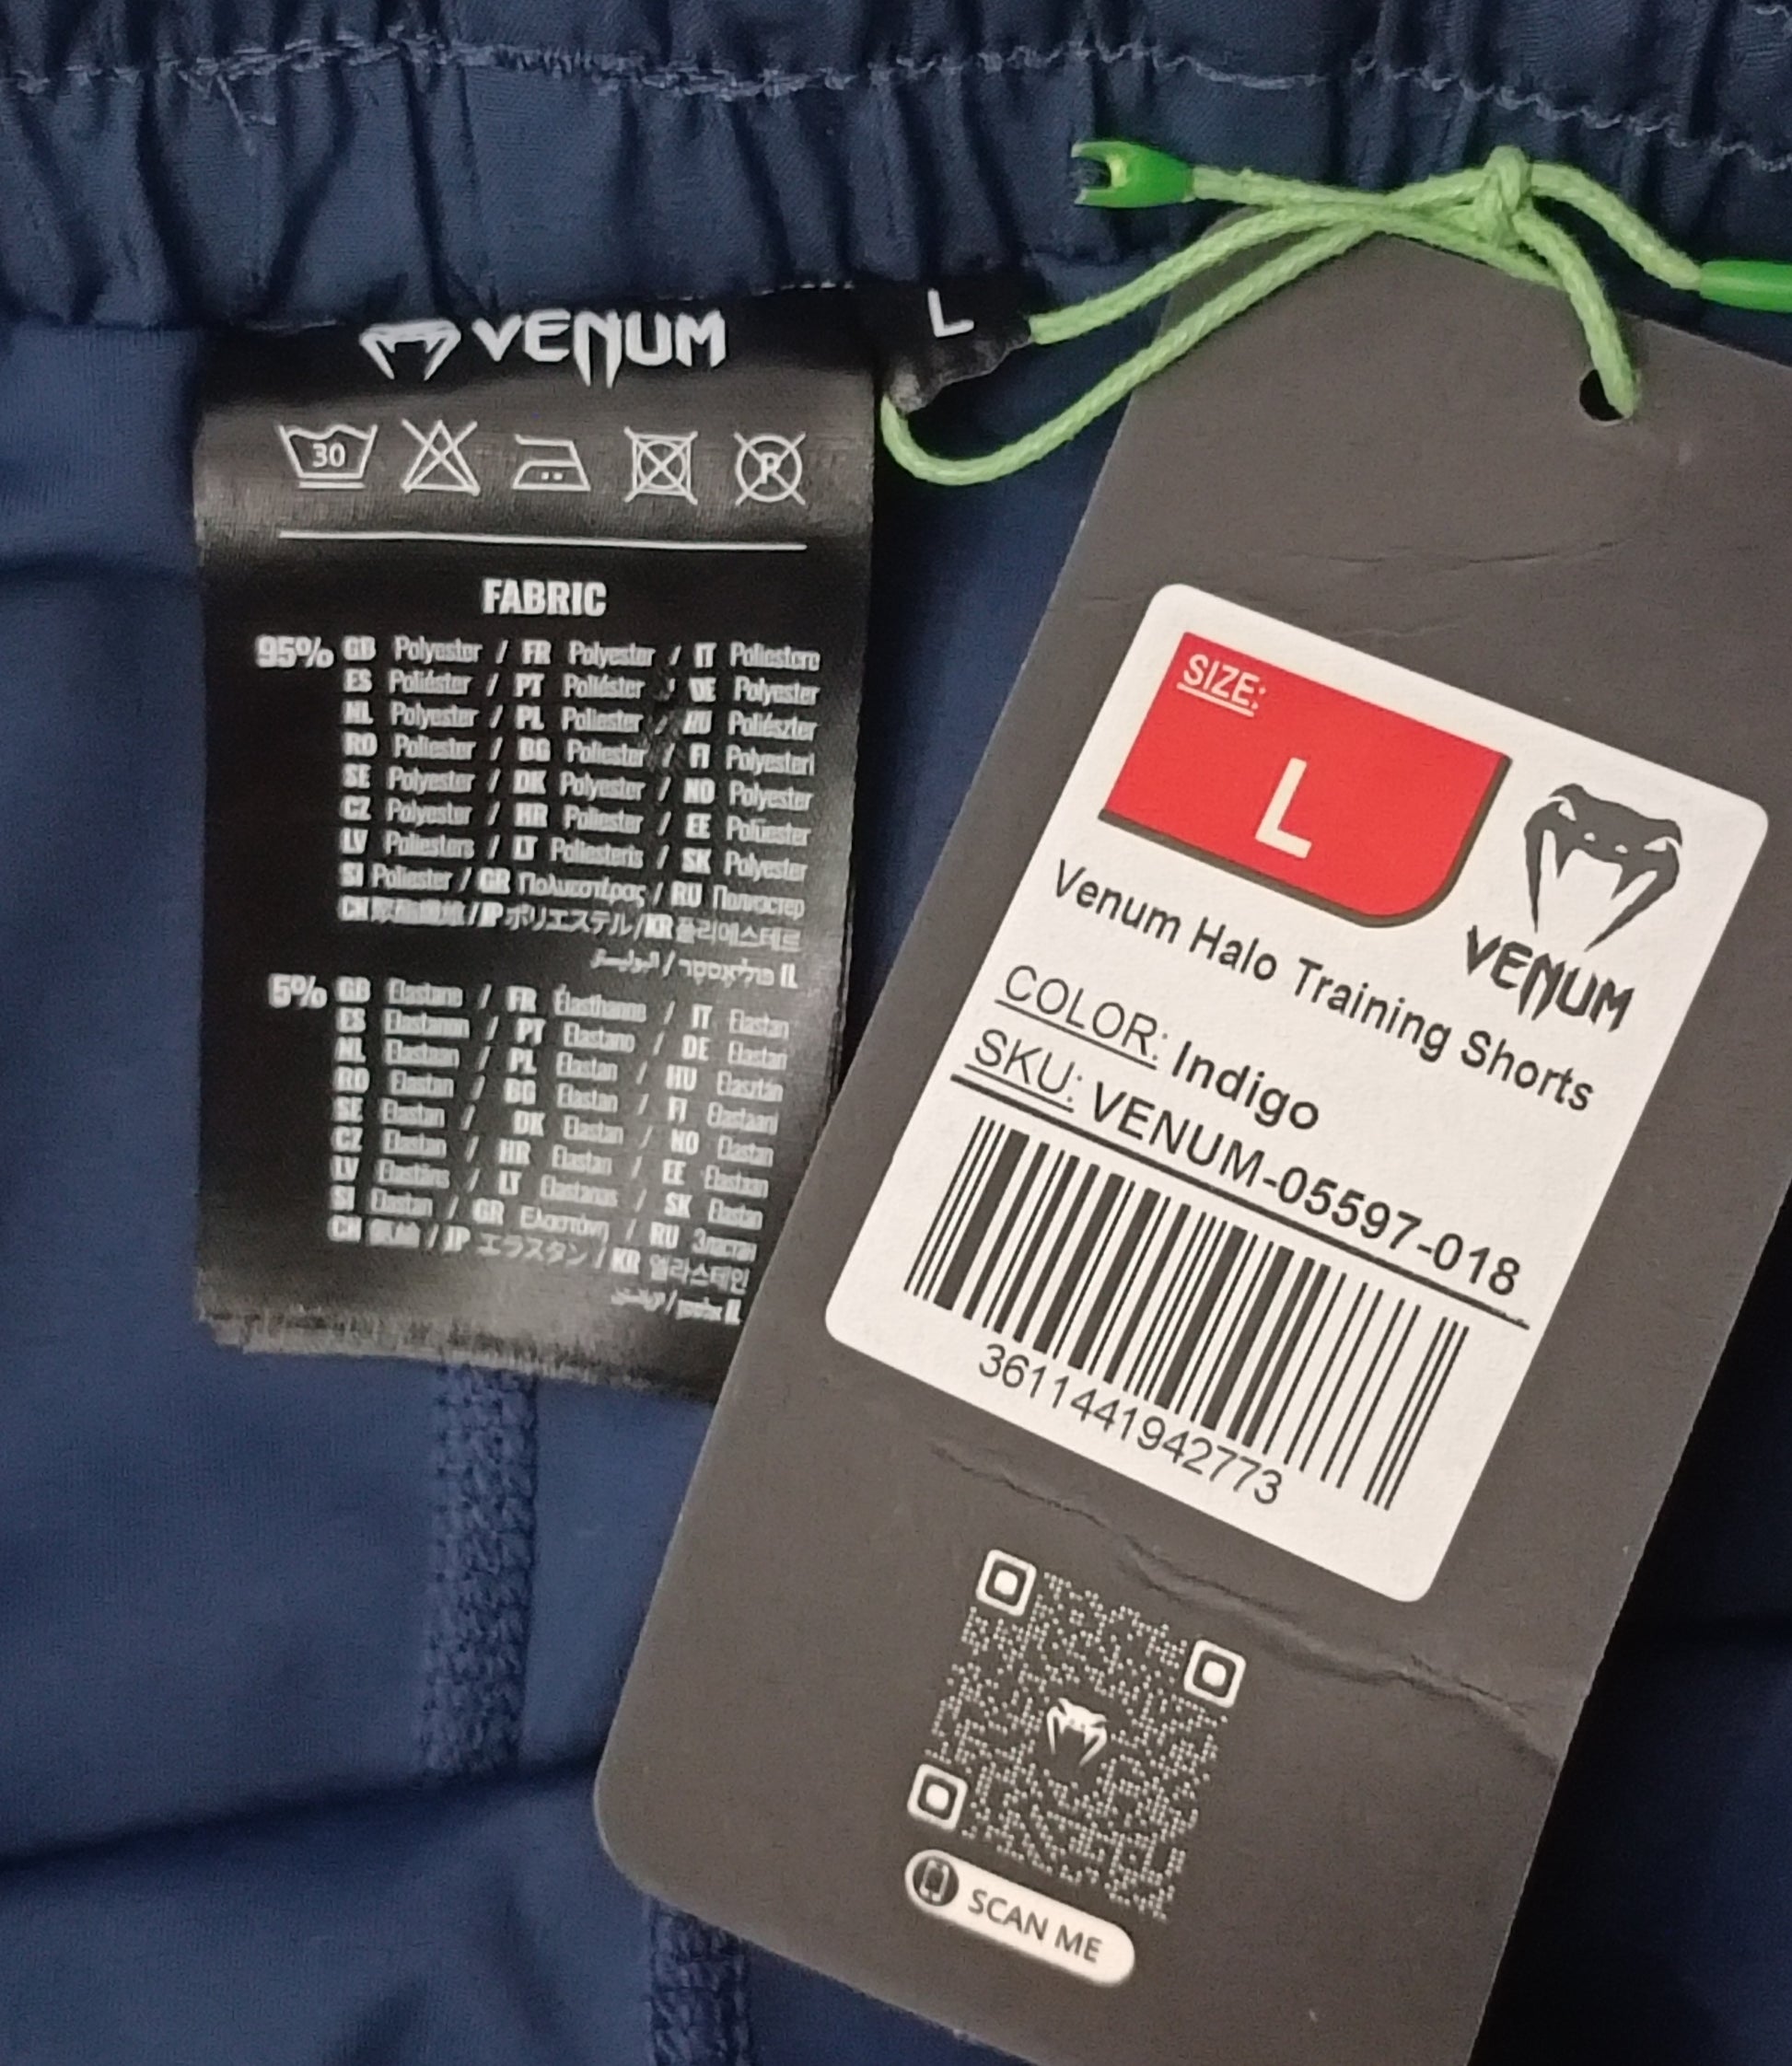 VENUM
L
30
P
FABRIC
95% GB Polyester / FR Polyester / IT Poliestere
ES Poliéster / PT Poliéster / DE Polyester
NL Polyester / PL Poliester / HU Poliészter
RO Poliester / BG Poliester / FI Polyesteri
SE Polyester / DK Polyester / NO Polyester
CZ Polyester / HR Poliester / EE Polüester
LV Poliesters / LT Poliesteris / SK Polyester
SI Poliester / GR Πολυεστέρας / RU Полиэстер
CH / JP ポリエステル / KR 폴리에스테르
פוליאסטר IL
5% GB Elastane / FR Élasthanne / IT Elastan
ES Elastanon / PT Elastano / DE Elastan
NL Elastaan / PL Elastan / HU Elasztán
RO Elastan / BG Elastan / FI Elastaani
SE Elastan / DK Elastan / NO Elastan
CZ Elastan / HR Elastan / EE Elastaan
LV Elastāns / LT Elastanas / SK Elastan
SI Elastan / GR Ελαστάνη / RU Эластан
CH / JP エラスタン / KR 엘라스테인
IL
SIZE:
L
VENUM
Venum Halo Training Shorts
COLOR: Indigo
SKU: VENUM-05597-018
3611441942773
SCAN ME